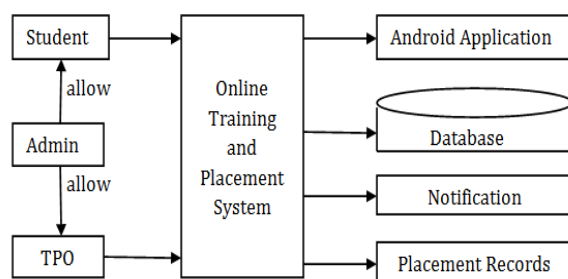 Student
allow
Admin
allow
TPO
Online
Training
and
Placement
System
Android Application
Database
Notification
Placement Records